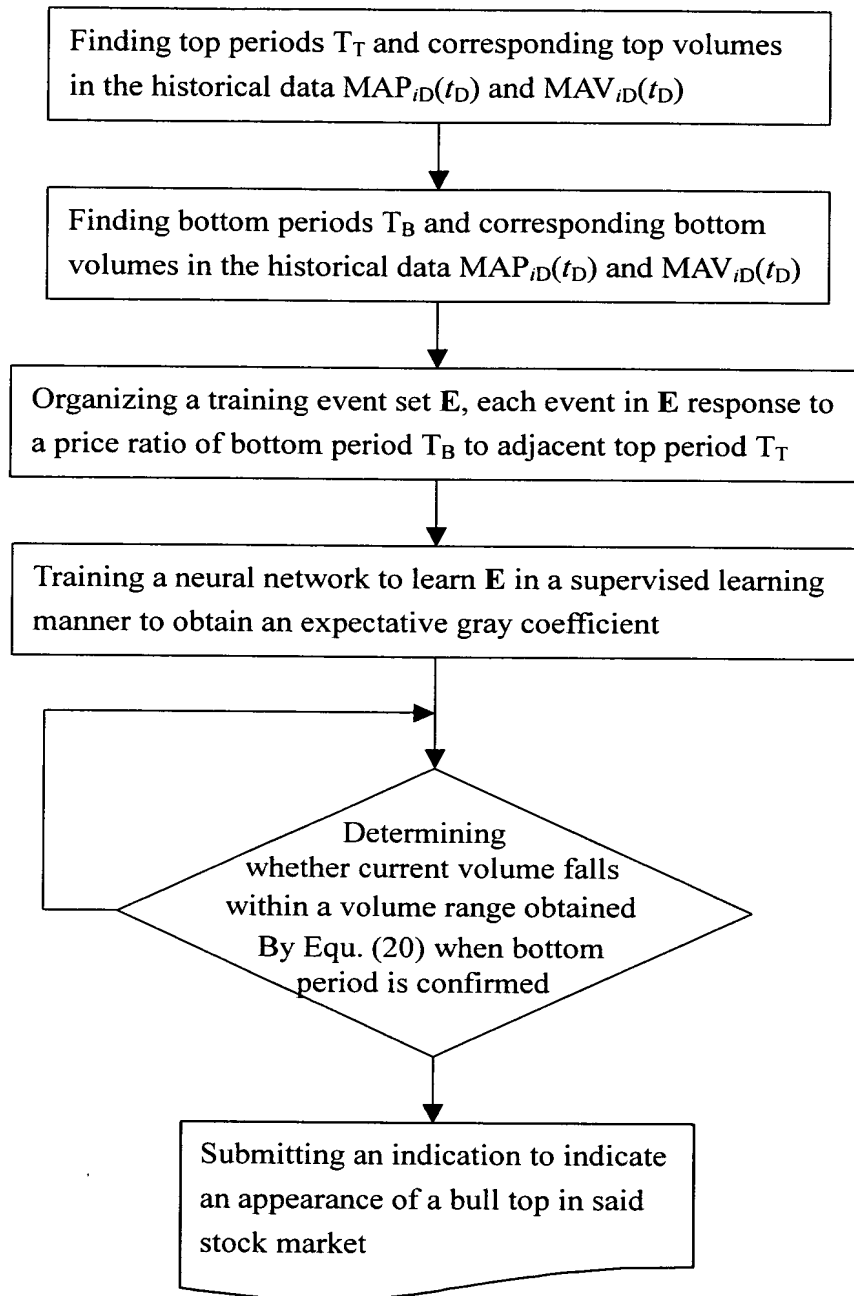 Finding top periods T_T and corresponding top volumes
in the historical data MAP_iD(t_D) and MAV_iD(t_D)
Finding bottom periods T_B and corresponding bottom
volumes in the historical data MAP_iD(t_D) and MAV_iD(t_D)
Organizing a training event set E, each event in E response to
a price ratio of bottom period T_B to adjacent top period T_T
Training a neural network to learn E in a supervised learning
manner to obtain an expectative gray coefficient
Determining
whether current volume falls
within a volume range obtained
By Equ. (20) when bottom
period is confirmed
Submitting an indication to indicate
an appearance of a bull top in said
stock market